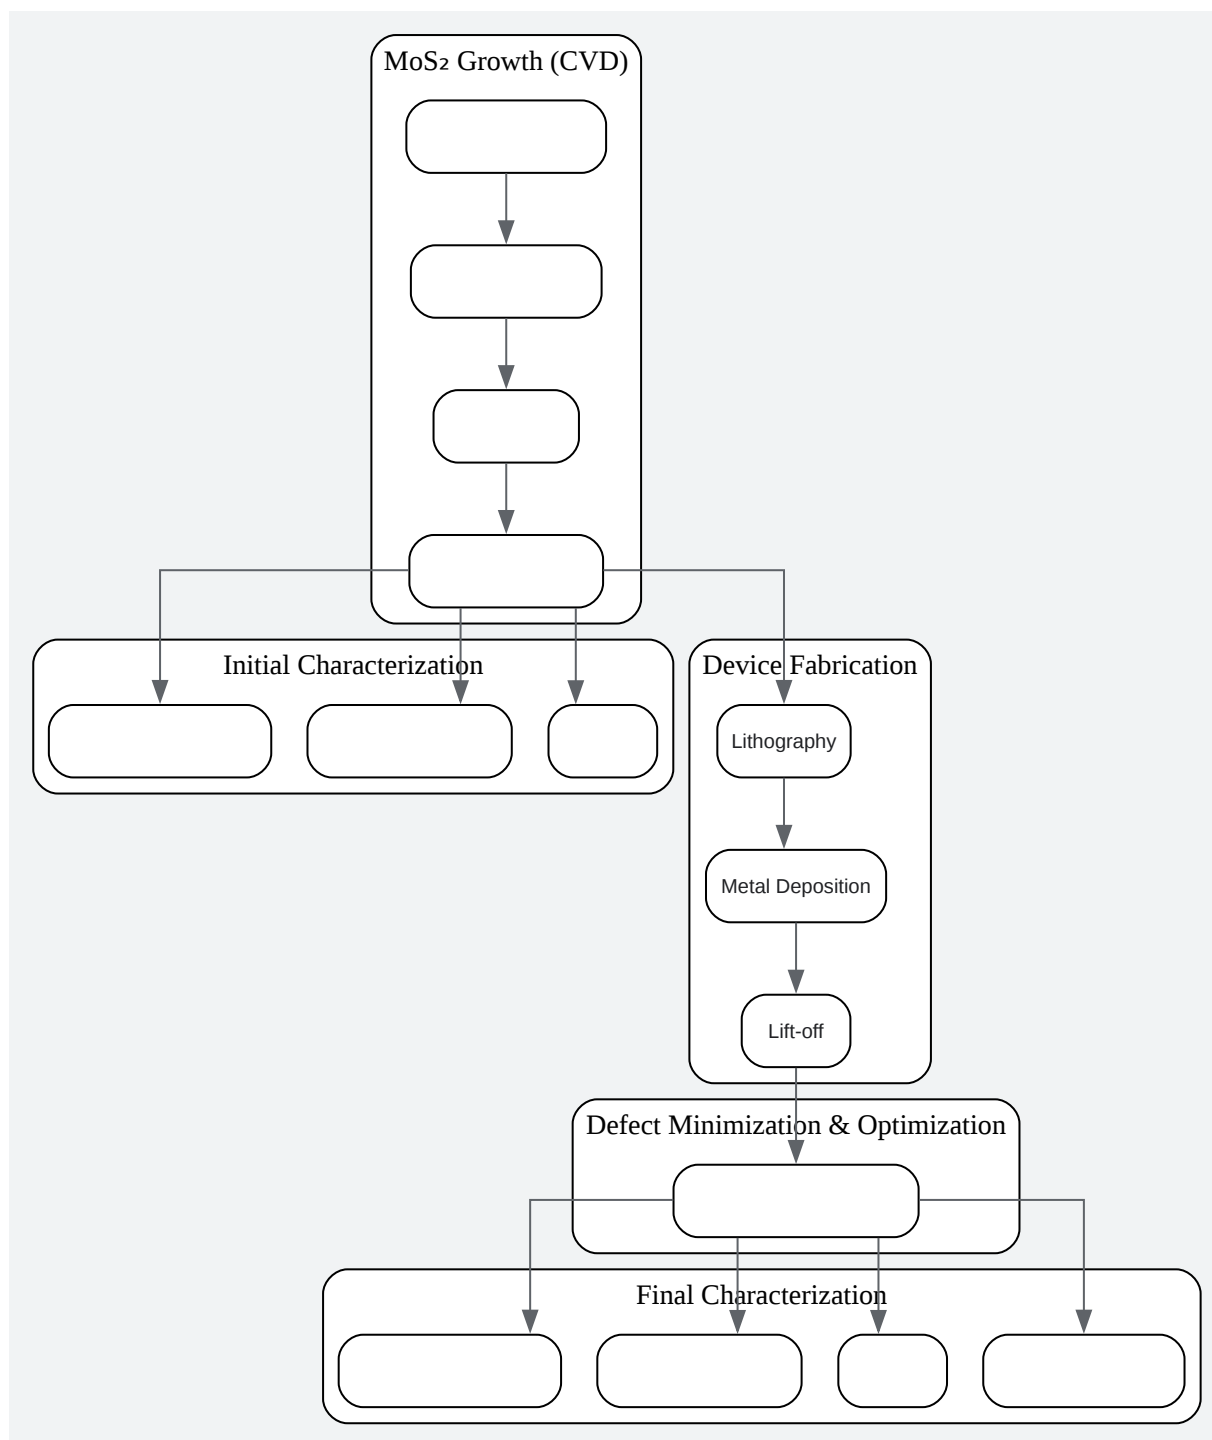 MoS₂ Growth (CVD)
Initial Characterization
Device Fabrication
Lithography
Metal Deposition
Lift-off
Defect Minimization & Optimization
Final Characterization